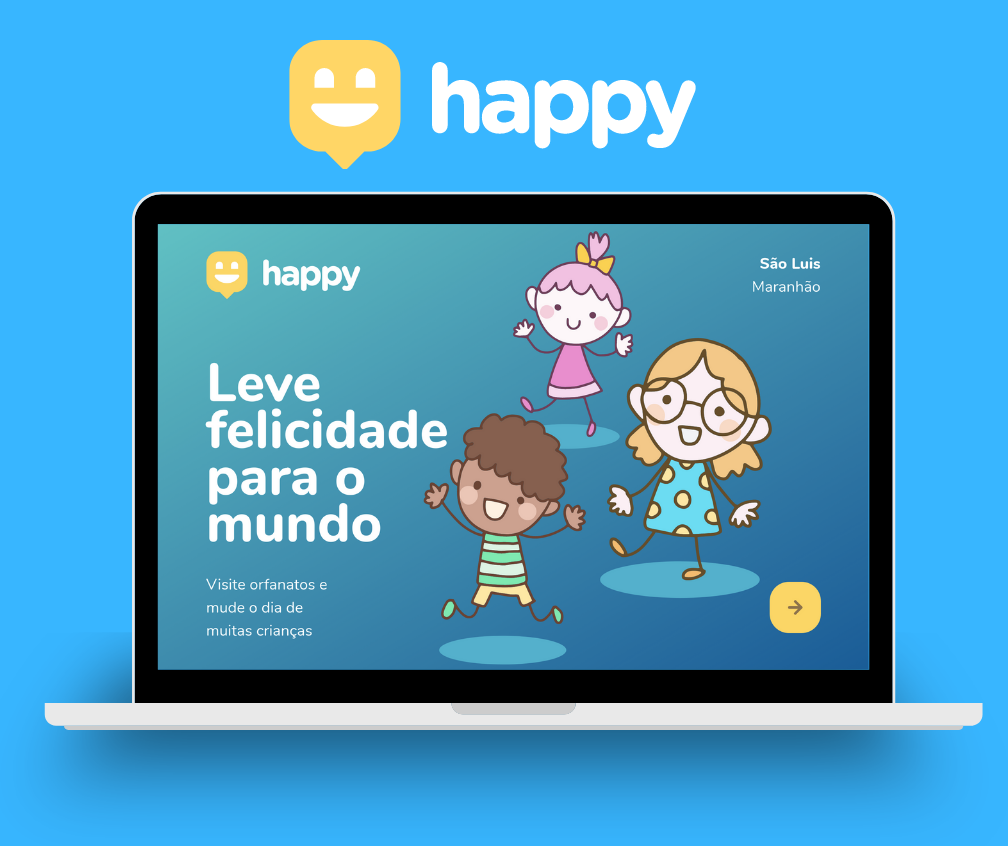 happy
happy
São Luis
Maranhão
Leve
felicidade
para o
mundo
Visite orfanatos e
mude o dia de
muitas crianças